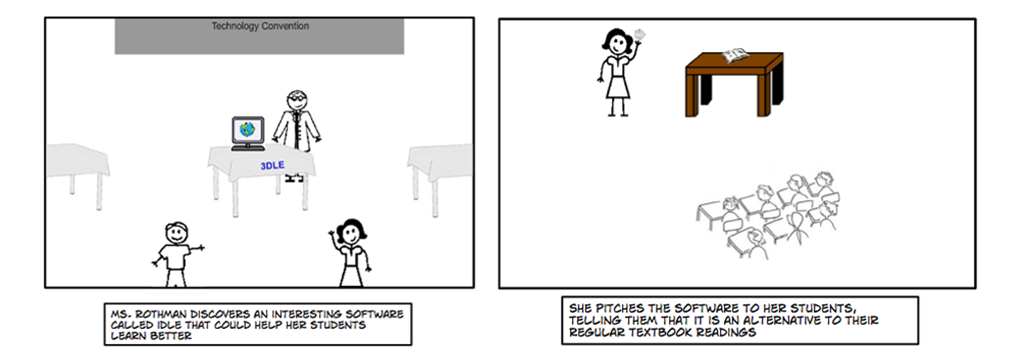 Technology Convention
3DLE
MS. ROTHMAN DISCOVERS AN INTERESTING SOFTWARE
CALLED IDLE THAT COULD HELP HER STUDENTS
LEARN BETTER
SHE PITCHES THE SOFTWARE TO HER STUDENTS,
TELLING THEM THAT IT IS AN ALTERNATIVE TO THEIR
REGULAR TEXTBOOK READINGS